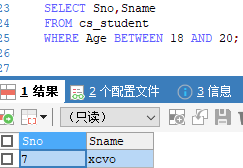 23 SELECT Sno,Sname
24 FROM cs_student
25 WHERE Age BETWEEN 18 AND 20;
26
27
1 结果 2 个配置文件 3 信息
(只读)
Sno Sname
7 xcvo